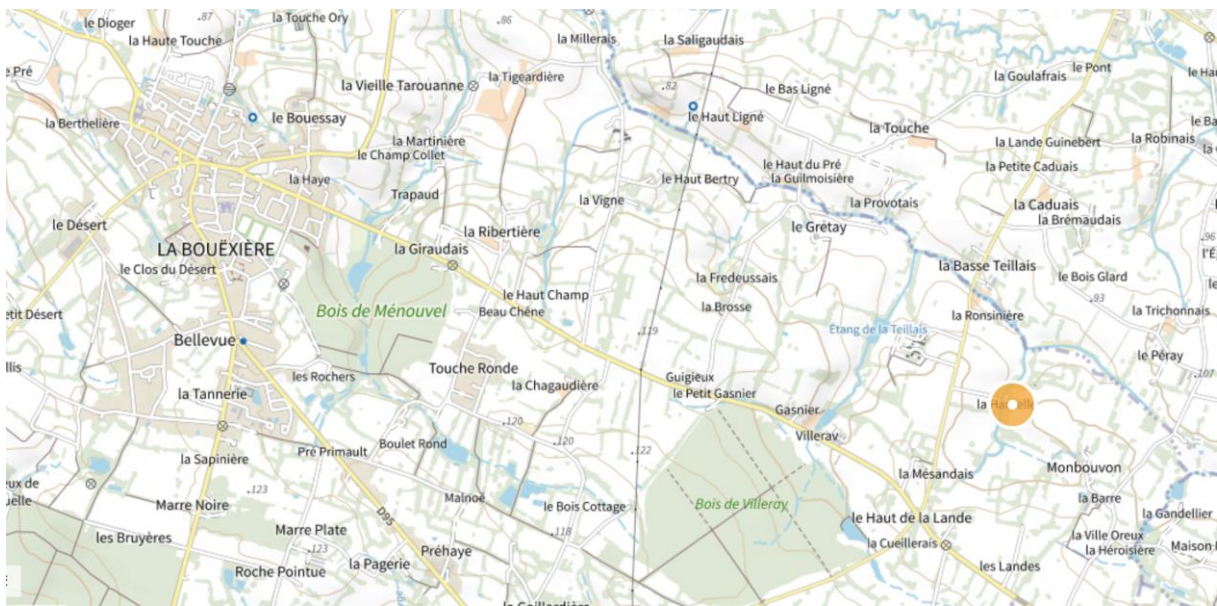 .87
la Touche Ory
le Dioger
la Haute Touche
.86
la Millerais
la Saligaudais
le Pont
e Pré
la Vieille Tarouanne
la Tigeardière
.82
la Goulafrais
le Bas Ligné
la Berthelière
le Bouessay
le Haut Ligné
la Touche
la Martinière
le Champ Collet
la Lande Guinebert
la Robinais
le Haut du Pré
la Petite Caduais
la Haye
le Haut Bertry
la Guilmoisière
Trapaud
la Vigne
la Provotais
la Caduais
la Brémaudais
le Désert
la Ribertière
le Grétay
.96
LA BOUËXIÈRE
la Giraudais
la Basse Teillais
le Clos du Désert
la Fredeussais
le Bois Glard
le Haut Champ
.93
Bois de Ménouvel
Beau Chêne
la Brosse
la Ronsinière
la Trichonnais
etit Désert
.119
Étang de la Teillais
Bellevue
le Péray
Touche Ronde
les Rochers
Guigieux
.107
la Tannerie
la Chagaudière
le Petit Gasnier
Gasnier
.120
Villeray
Boulet Rond
.120
la Sapinière
Pré Primault
.122
la Mésandais
Monbouvon
.123
Malnoë
Marre Noire
le Bois Cottage
Bois de Villeray
la Barre
la Gandellier
D95
le Haut de la Lande
Marre Plate
.118
la Ville Oreux
les Bruyères
.123
Préhaye
la Cueillerais
la Héroisière
Maison
Roche Pointue
la Pagerie
les Landes
la Gaillardière